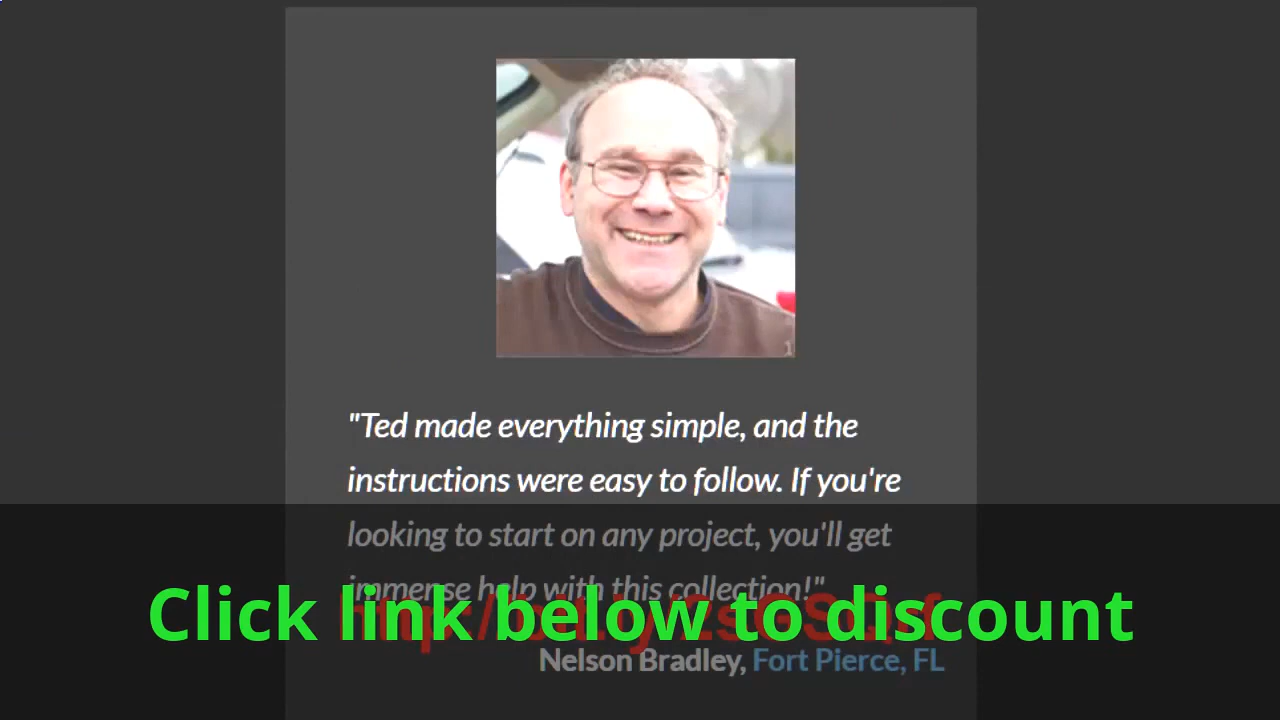 "Ted made everything simple, and the
instructions were easy to follow. If you're
looking to start on any project, you'll get
immense help with this collection!"
Click link below to discount
Nelson Bradley, Fort Pierce, FL